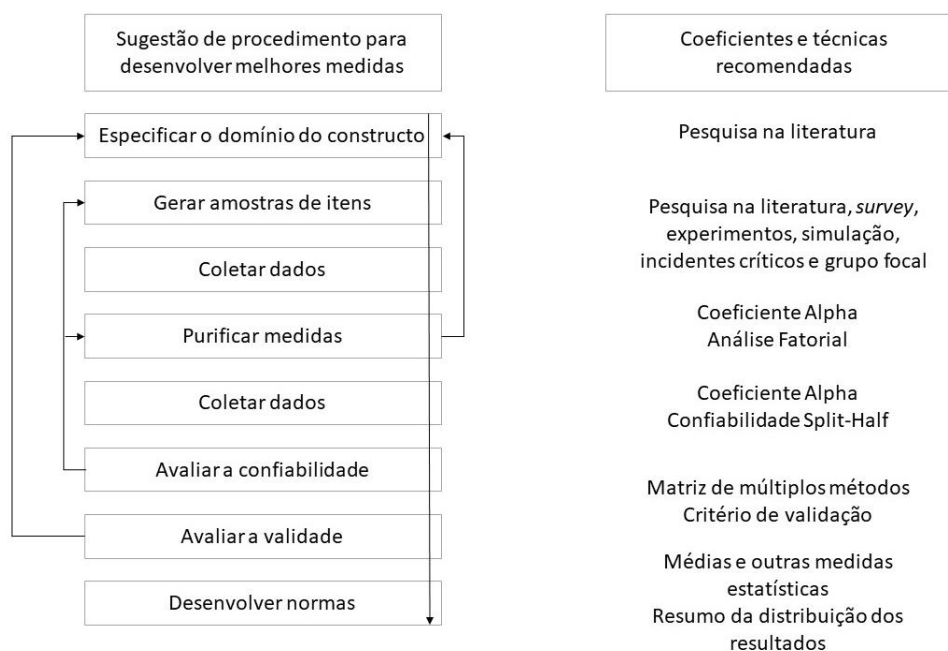 Sugestão de procedimento para
desenvolver melhores medidas
Especificar o domínio do constructo
Gerar amostras de itens
Coletar dados
Purificar medidas
Coletar dados
Avaliar a confiabilidade
Avaliar a validade
Desenvolver normas
Coeficientes e técnicas
recomendadas
Pesquisa na literatura
Pesquisa na literatura, survey,
experimentos, simulação,
incidentes críticos e grupo focal
Coeficiente Alpha
Análise Fatorial
Coeficiente Alpha
Confiabilidade Split-Half
Matriz de múltiplos métodos
Critério de validação
Médias e outras medidas
estatísticas
Resumo da distribuição dos
resultados